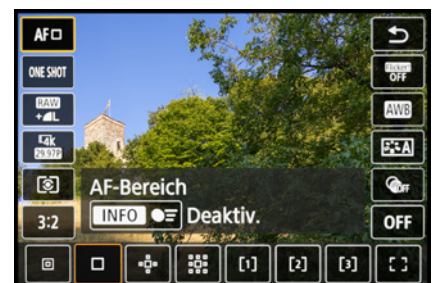 AF
ONE SHOT
Flicker!
OFF
RAW
+L
AWB
4K
29.97P
A
OFF
AF-Bereich
INFO Deaktiv.
3:2
OFF
[1]
[2]
[3]